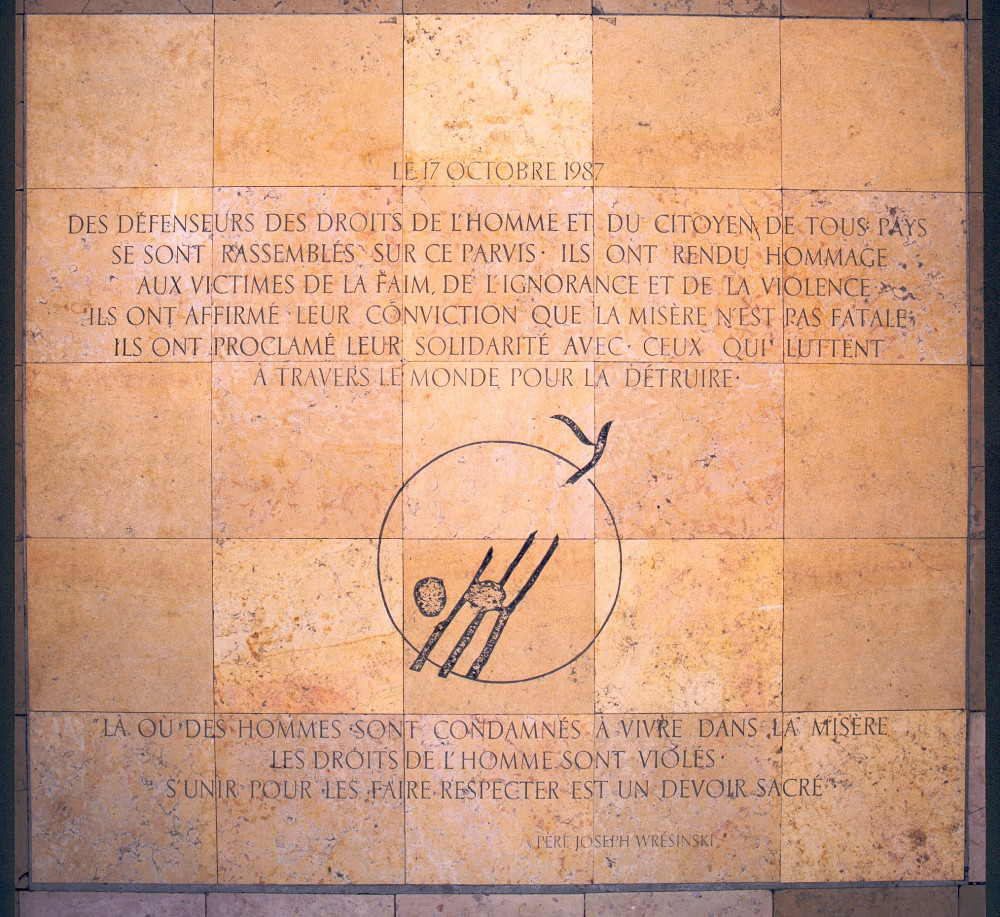 LE 17 OCTOBRE 1987
DES DÉFENSEURS DES DROITS DE L'HOMME ET DU CITOYEN DE TOUS PAYS
SE SONT RASSEMBLÉS SUR CE PARVIS · ILS ONT RENDU HOMMAGE
AUX VICTIMES DE LA FAIM, DE L'IGNORANCE ET DE LA VIOLENCE ·
ILS ONT AFFIRMÉ LEUR CONVICTION QUE LA MISÈRE N'EST PAS FATALE ·
ILS ONT PROCLAMÉ LEUR SOLIDARITÉ AVEC CEUX QUI LUTTENT
À TRAVERS LE MONDE POUR LA DÉTRUIRE ·
"LÀ OÙ DES HOMMES SONT CONDAMNÉS À VIVRE DANS LA MISÈRE
LES DROITS DE L'HOMME SONT VIOLÉS ·
S'UNIR POUR LES FAIRE RESPECTER EST UN DEVOIR SACRÉ"
PÈRE JOSEPH WRÉSINSKI